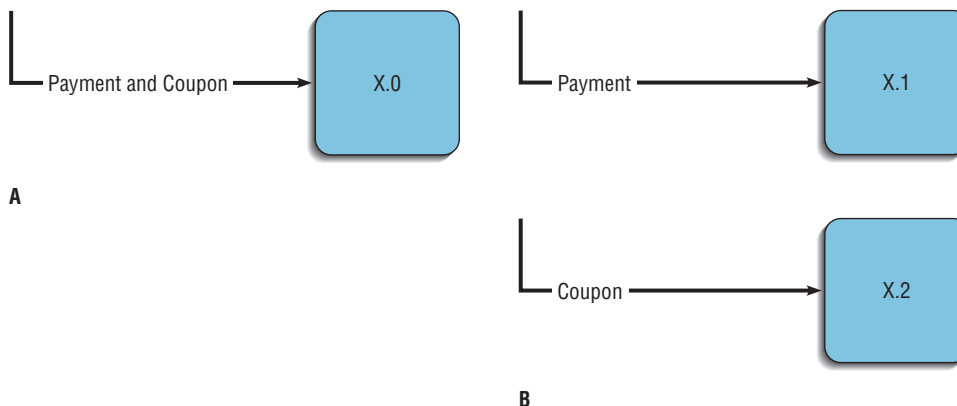 Payment and Coupon
X.0
A
Payment
X.1
Coupon
X.2
B